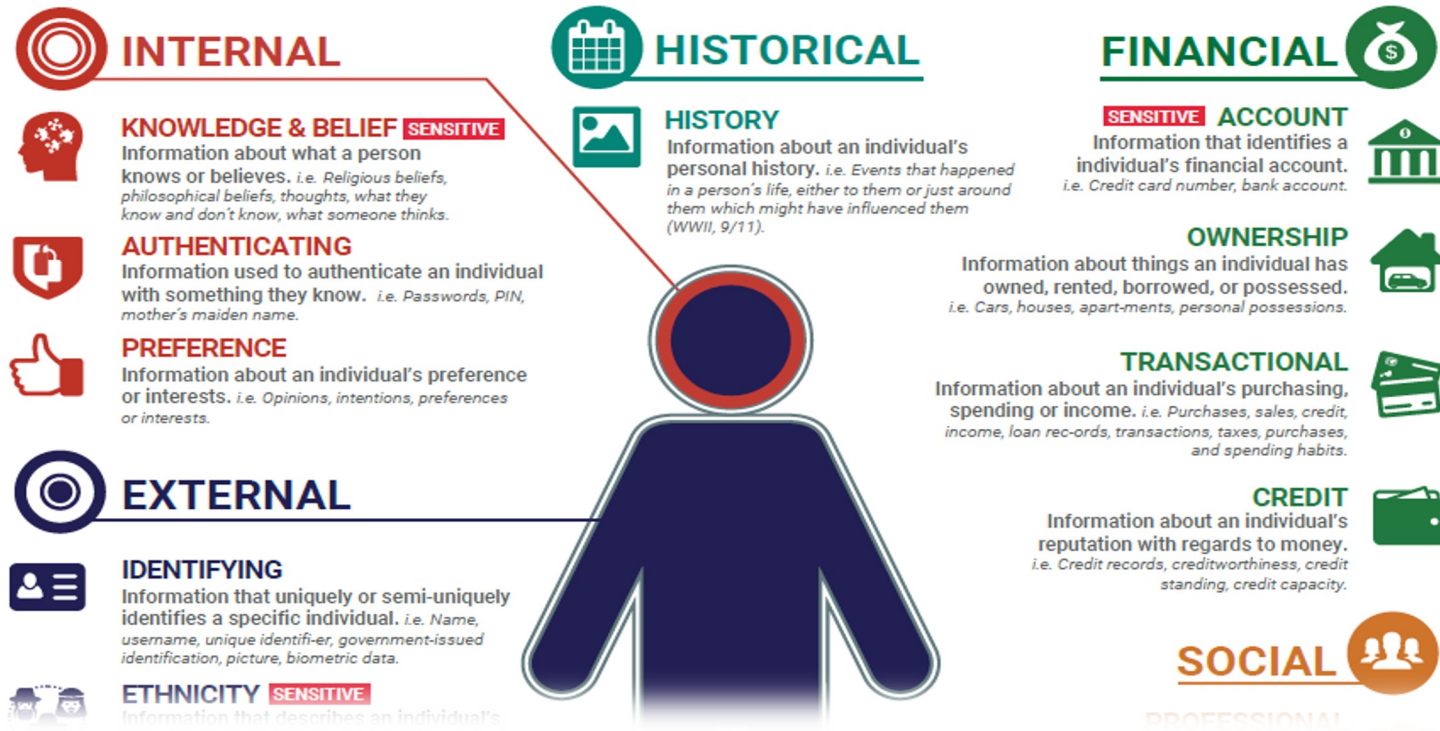 INTERNAL
KNOWLEDGE & BELIEF SENSITIVE
Information about what a person
knows or believes. i.e. Religious beliefs,
philosophical beliefs, thoughts, what they
know and don't know, what someone thinks.
AUTHENTICATING
Information used to authenticate an individual
with something they know. i.e. Passwords, PIN,
mother's maiden name.
PREFERENCE
Information about an individual's preference
or interests. i.e. Opinions, intentions, preferences
or interests.
EXTERNAL
IDENTIFYING
Information that uniquely or semi-uniquely
identifies a specific individual. i.e. Name,
username, unique identifi-er, government-issued
identification, picture, biometric data.
ETHNICITY SENSITIVE
Information that describes an individual's
HISTORICAL
HISTORY
Information about an individual's
personal history. i.e. Events that happened
in a person's life, either to them or just around
them which might have influenced them
(WWII, 9/11).
FINANCIAL
$
SENSITIVE ACCOUNT
Information that identifies a
individual's financial account.
i.e. Credit card number, bank account.
OWNERSHIP
Information about things an individual has
owned, rented, borrowed, or possessed.
i.e. Cars, houses, apart-ments, personal possessions.
TRANSACTIONAL
Information about an individual's purchasing,
spending or income. i.e. Purchases, sales, credit,
income, loan rec-ords, transactions, taxes, purchases,
and spending habits.
CREDIT
Information about an individual's
reputation with regards to money.
i.e. Credit records, creditworthiness, credit
standing, credit capacity.
SOCIAL
PROFESSIONAL